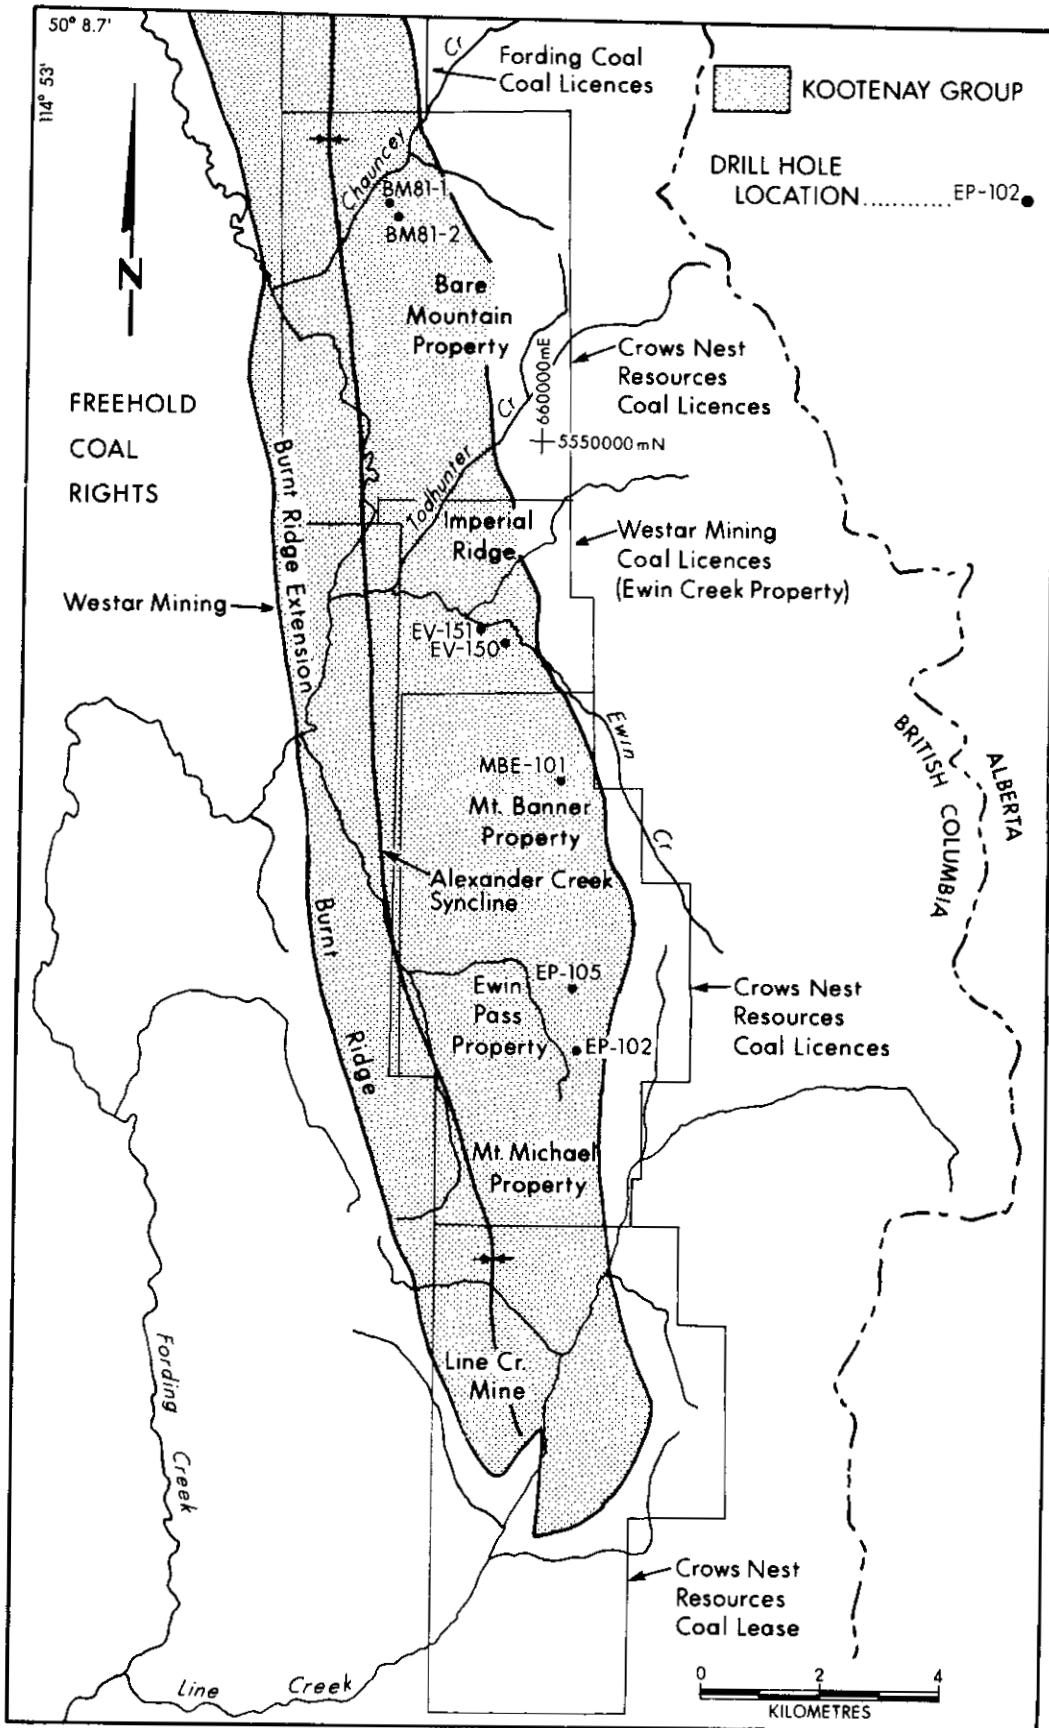 50° 8.7'
114° 53'
Cr
Fording Coal
Coal Licences
KOOTENAY GROUP
DRILL HOLE
LOCATION...........EP-102
Chauncey
BM81-1
BM81-2
N
Bare
Mountain
Property
660000mE
5550000mN
Crows Nest
Resources
Coal Licences
FREEHOLD
COAL
RIGHTS
Cr
Todhunter
Burnt Ridge Extension
Imperial
Ridge
Westar Mining
Coal Licences
(Ewin Creek Property)
Westar Mining
EV-151
EV-150
Ewin
Cr
MBE-101
Mt. Banner
Property
BRITISH COLUMBIA
ALBERTA
Alexander Creek
Syncline
Burnt
Ridge
EP-105
Ewin
Pass
Property
EP-102
Crows Nest
Resources
Coal Licences
Mt. Michael
Property
Line Cr.
Mine
Fording
Creek
Crows Nest
Resources
Coal Lease
Line Creek
0 2 4
KILOMETRES